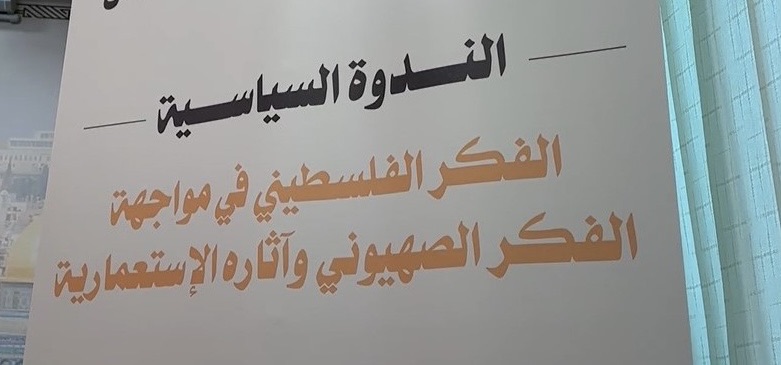 الندوة السياسية
الفكر الفلسطيني في مواجهة
الفكر الصهيوني وآثاره الإستعمارية